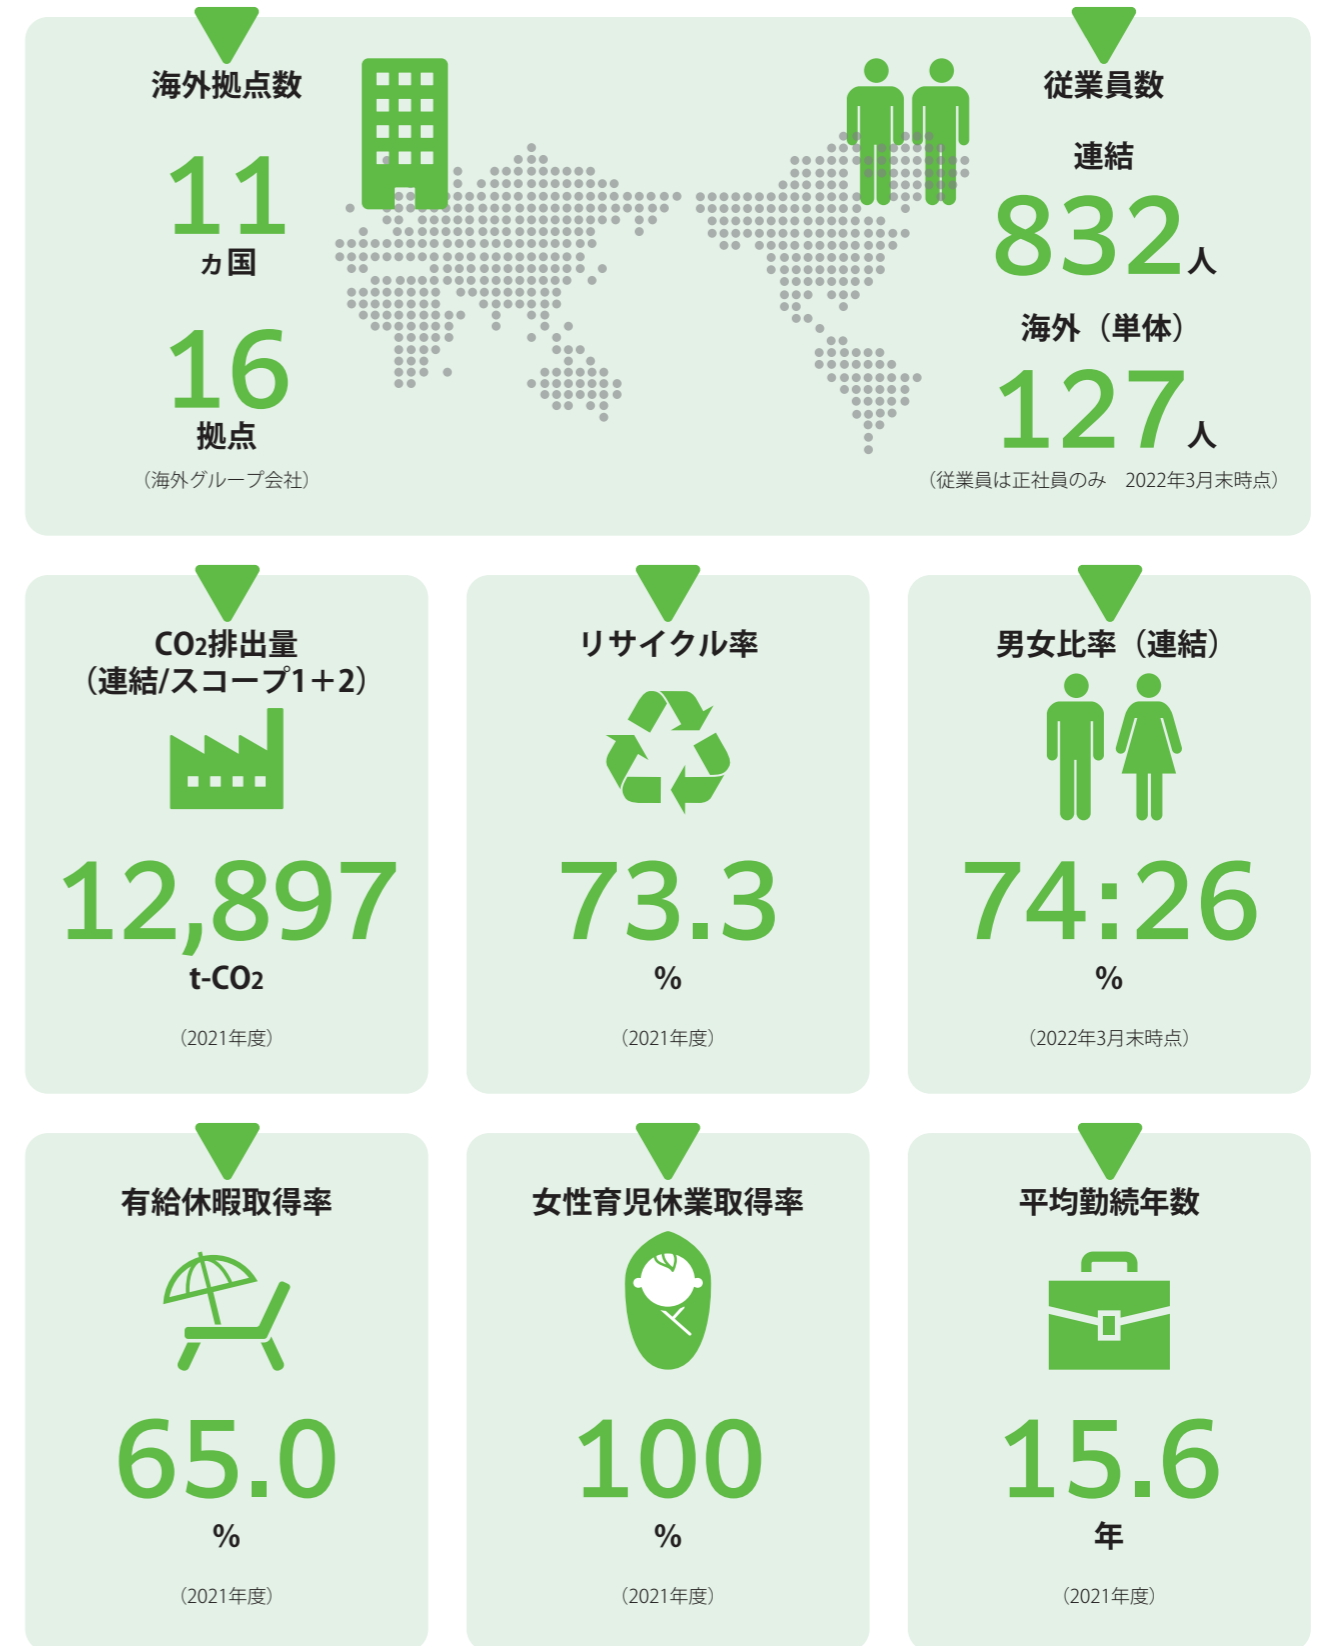 海外拠点数
11
ヵ国
16
拠点
（海外グループ会社）
従業員数
連結
832人
海外（単体）
127人
（従業員は正社員のみ　2022年3月末時点）
CO2排出量
（連結/スコープ1＋2）
12,897
t-CO2
（2021年度）
リサイクル率
73.3
%
（2021年度）
男女比率（連結）
74:26
%
（2022年3月末時点）
有給休暇取得率
65.0
%
（2021年度）
女性育児休業取得率
100
%
（2021年度）
平均勤続年数
15.6
年
（2021年度）